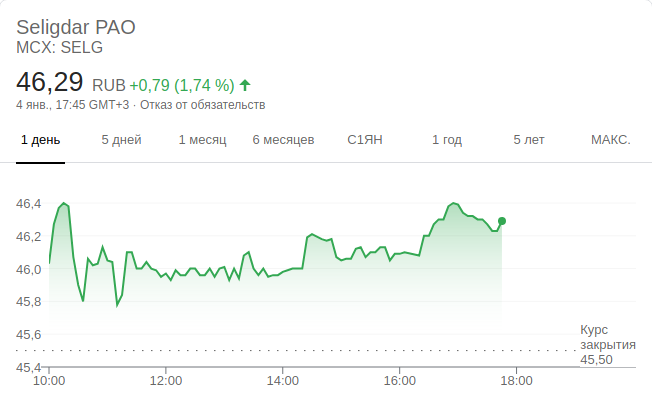 Seligdar PAO
MCX: SELG
46,29 RUB +0,79 (1,74 %)
4 янв., 17:45 GMT+3 · Отказ от обязательств
1 день 5 дней 1 месяц 6 месяцев С1ЯН 1 год 5 лет МАКС.
46,4
46,2
46,0
45,8
45,6
45,4
Курс
закрытия
45,50
10:00 12:00 14:00 16:00 18:00